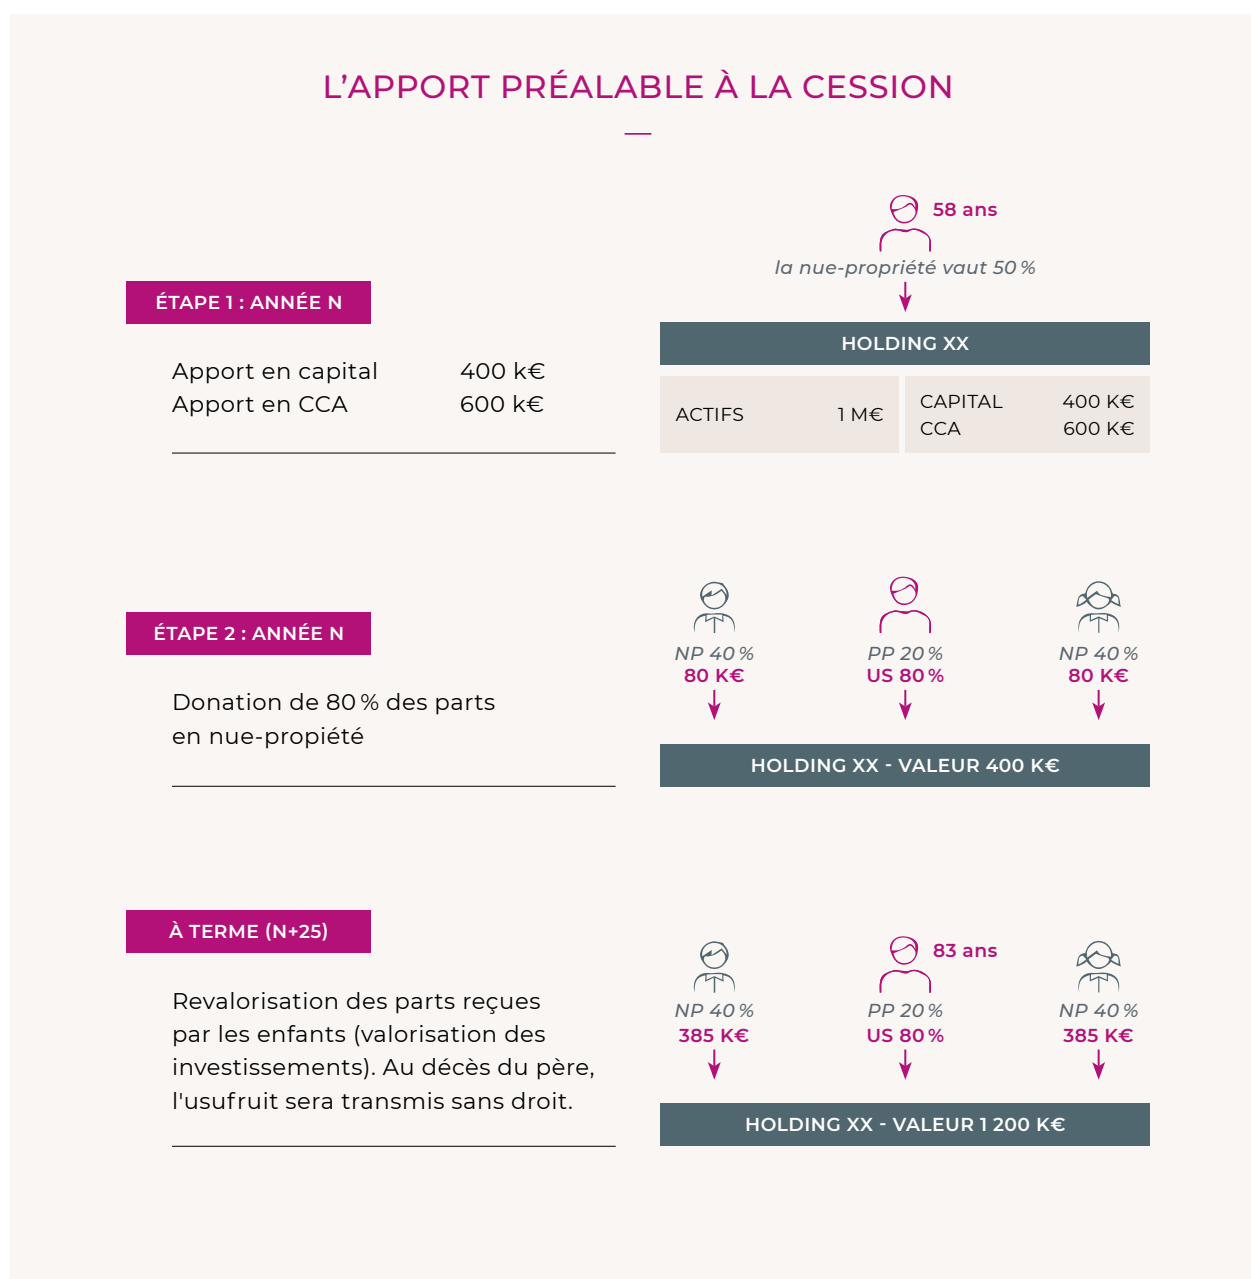 L’APPORT PRÉALABLE À LA CESSION
58 ans
la nue-propriété vaut 50 %
ÉTAPE 1 : ANNÉE N
HOLDING XX
Apport en capital 400 k€
Apport en CCA 600 k€
ACTIFS 1 M€
CAPITAL 400 K€
CCA 600 K€
ÉTAPE 2 : ANNÉE N
NP 40 % PP 20 % NP 40 %
80 K€ US 80 % 80 K€
Donation de 80 % des parts
en nue-propiété
HOLDING XX - VALEUR 400 K€
À TERME (N+25)
83 ans
Revalorisation des parts reçues
par les enfants (valorisation des
investissements). Au décès du père,
l'usufruit sera transmis sans droit.
NP 40 % PP 20 % NP 40 %
385 K€ US 80 % 385 K€
HOLDING XX - VALEUR 1 200 K€